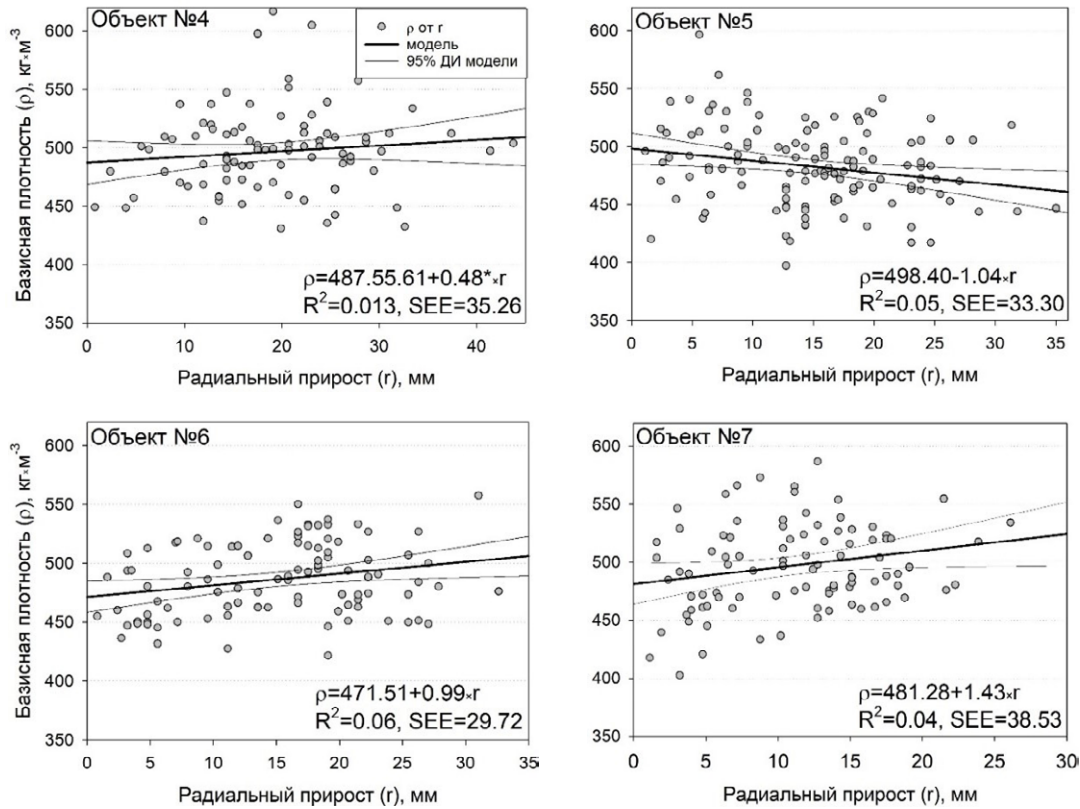 Объект №4
ρ от r
модель
95% ДИ модели
600
550
500
450
400
350
Базисная плотность (ρ), кг×м-3
ρ=487.55.61+0.48*×r
R2=0.013, SEE=35.26
0 10 20 30 40
Радиальный прирост (r), мм
Объект №5
600
550
500
450
400
350
ρ=498.40-1.04×r
R2=0.05, SEE=33.30
0 5 10 15 20 25 30 35
Радиальный прирост (r), мм
Объект №6
600
550
500
450
400
350
Базисная плотность (ρ), кг×м-3
ρ=471.51+0.99×r
R2=0.06, SEE=29.72
0 5 10 15 20 25 30 35
Радиальный прирост (r), мм
Объект №7
600
550
500
450
400
350
ρ=481.28+1.43×r
R2=0.04, SEE=38.53
0 5 10 15 20 25 30
Радиальный прирост (r), мм